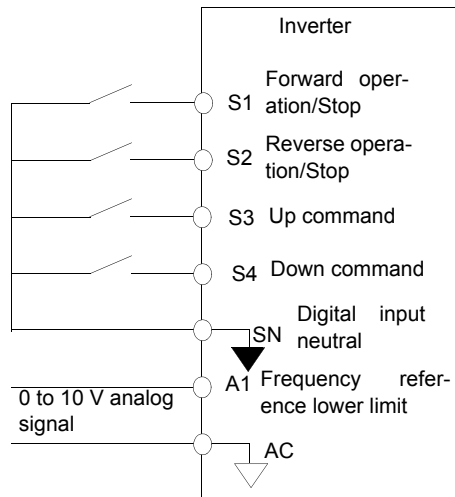 Inverter
S1 Forward oper-
ation/Stop
S2 Reverse opera-
tion/Stop
S3 Up command
S4 Down command
SN Digital input
neutral
A1 Frequency refer-
ence lower limit
0 to 10 V analog
signal
AC